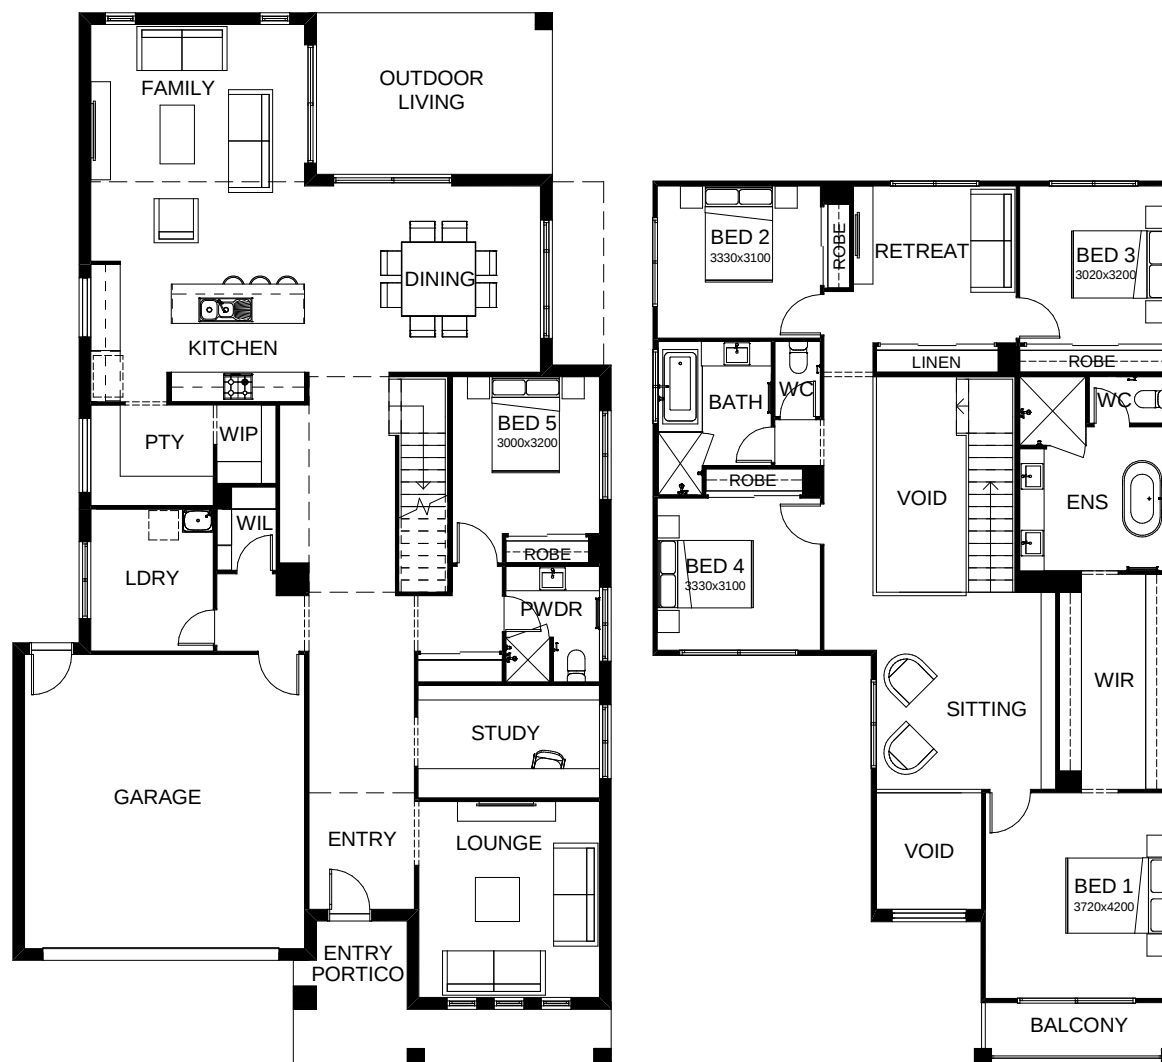 FAMILY
OUTDOOR
LIVING
DINING
KITCHEN
PTY
WIP
BED 5
3000x3200
WIL
ROBE
LDRY
PWDR
STUDY
GARAGE
ENTRY
LOUNGE
ENTRY
PORTICO
BED 2
3330x3100
ROBE
RETREAT
BED 3
3020x3200
LINEN
ROBE
BATH
WC
WC
ROBE
VOID
ENS
BED 4
3330x3100
WIR
SITTING
VOID
BED 1
3720x4200
BALCONY